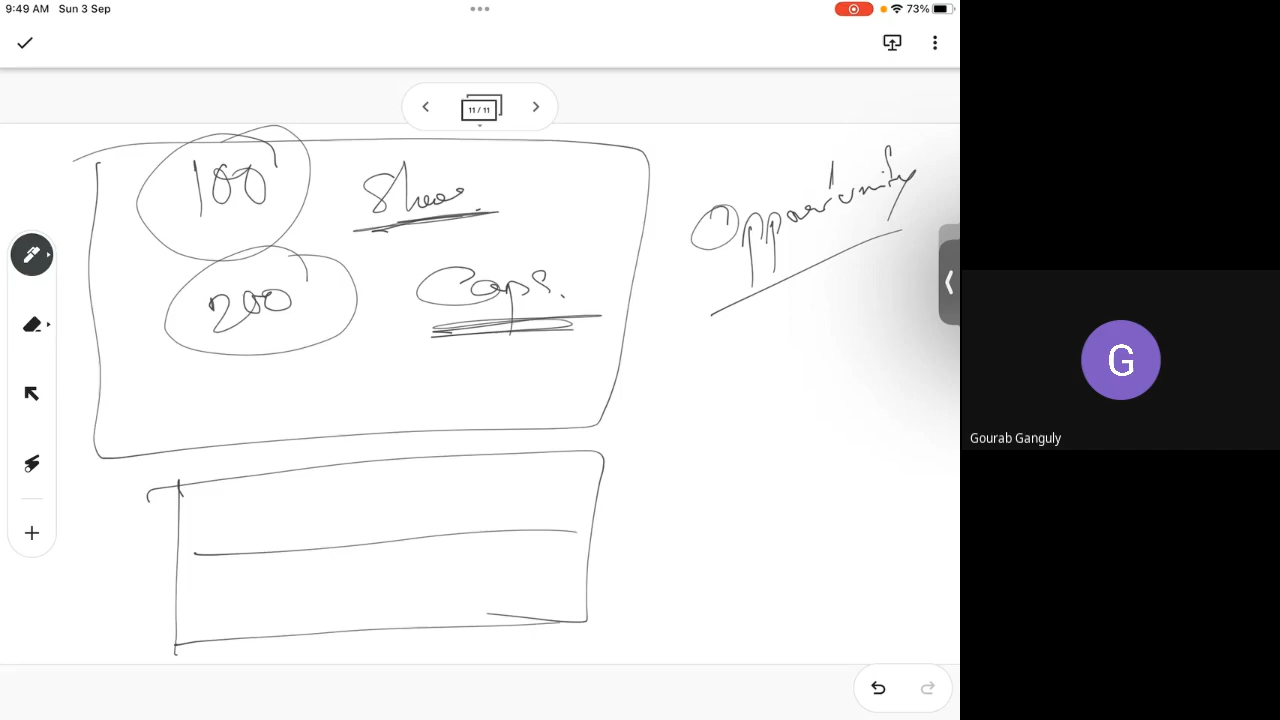 9:49 AM Sun 3 Sep
73%
11 / 11
100 Shoes.
200 Caps.
Opportunity
G
Gourab Ganguly